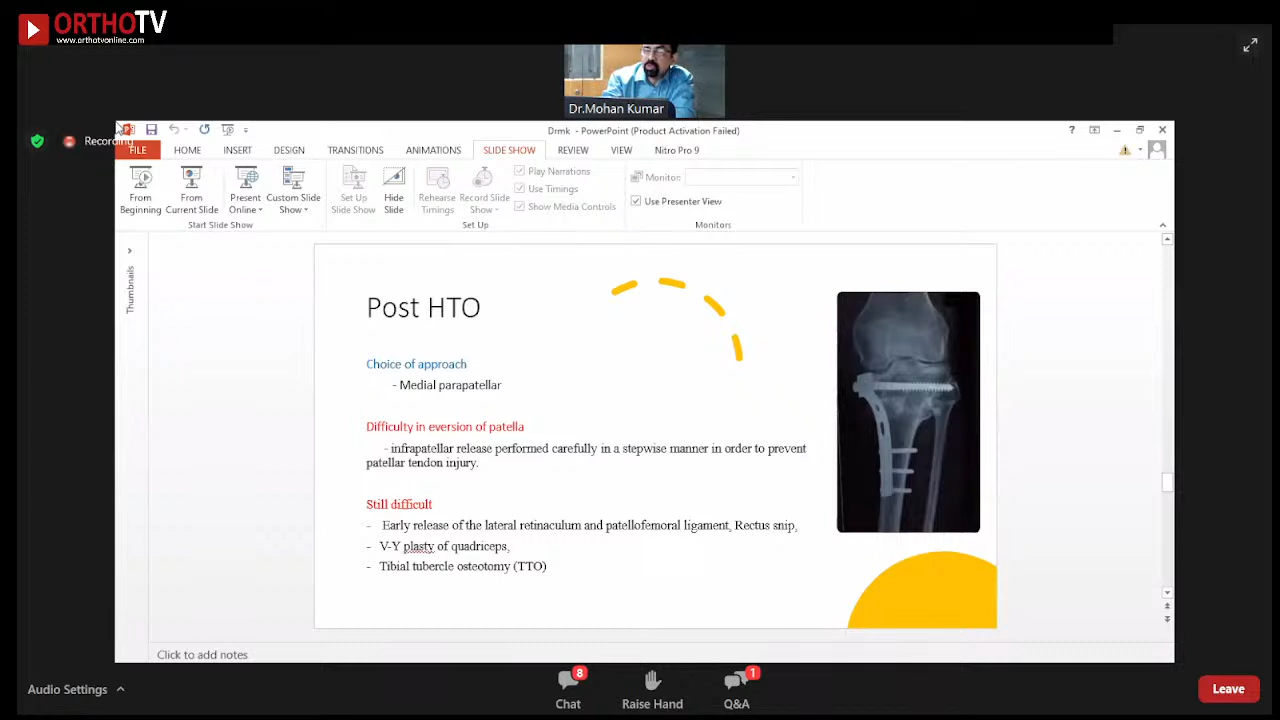 ORTHOTV
www.orthotvonline.com
Dr.Mohan Kumar
Recording
Drmk - PowerPoint (Product Activation Failed)
FILE HOME INSERT DESIGN TRANSITIONS ANIMATIONS SLIDE SHOW REVIEW VIEW Nitro Pro 9
From Beginning
From Current Slide
Present Online
Custom Slide Show
Start Slide Show
Set Up Slide Show
Hide Slide
Rehearse Timings
Record Slide Show
Play Narrations
Use Timings
Show Media Controls
Set Up
Monitor:
Use Presenter View
Monitors
Thumbnails
Post HTO
Choice of approach
- Medial parapatellar
Difficulty in eversion of patella
- infrapatellar release performed carefully in a stepwise manner in order to prevent
patellar tendon injury.
Still difficult
- Early release of the lateral retinaculum and patellofemoral ligament, Rectus snip,
- V-Y plasty of quadriceps,
- Tibial tubercle osteotomy (TTO)
Click to add notes
Audio Settings
8
Chat
Raise Hand
1
Q&A
Leave